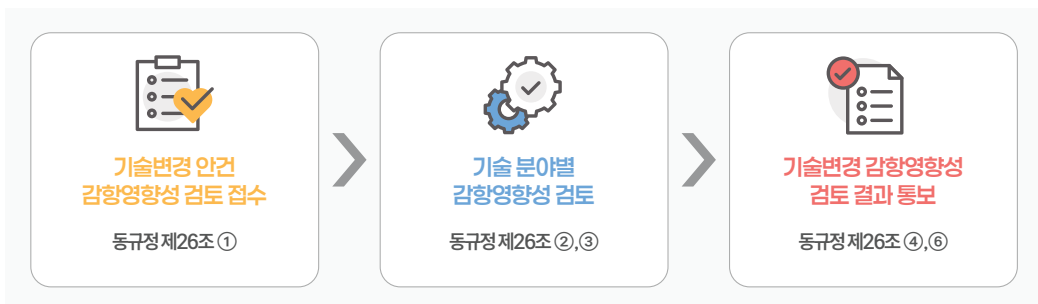 기술변경 안건
감항영향성 검토 접수
동규정 제26조 ①
기술 분야별
감항영향성 검토
동규정 제26조 ②,③
기술변경 감항영향성
검토 결과 통보
동규정 제26조 ④,⑥